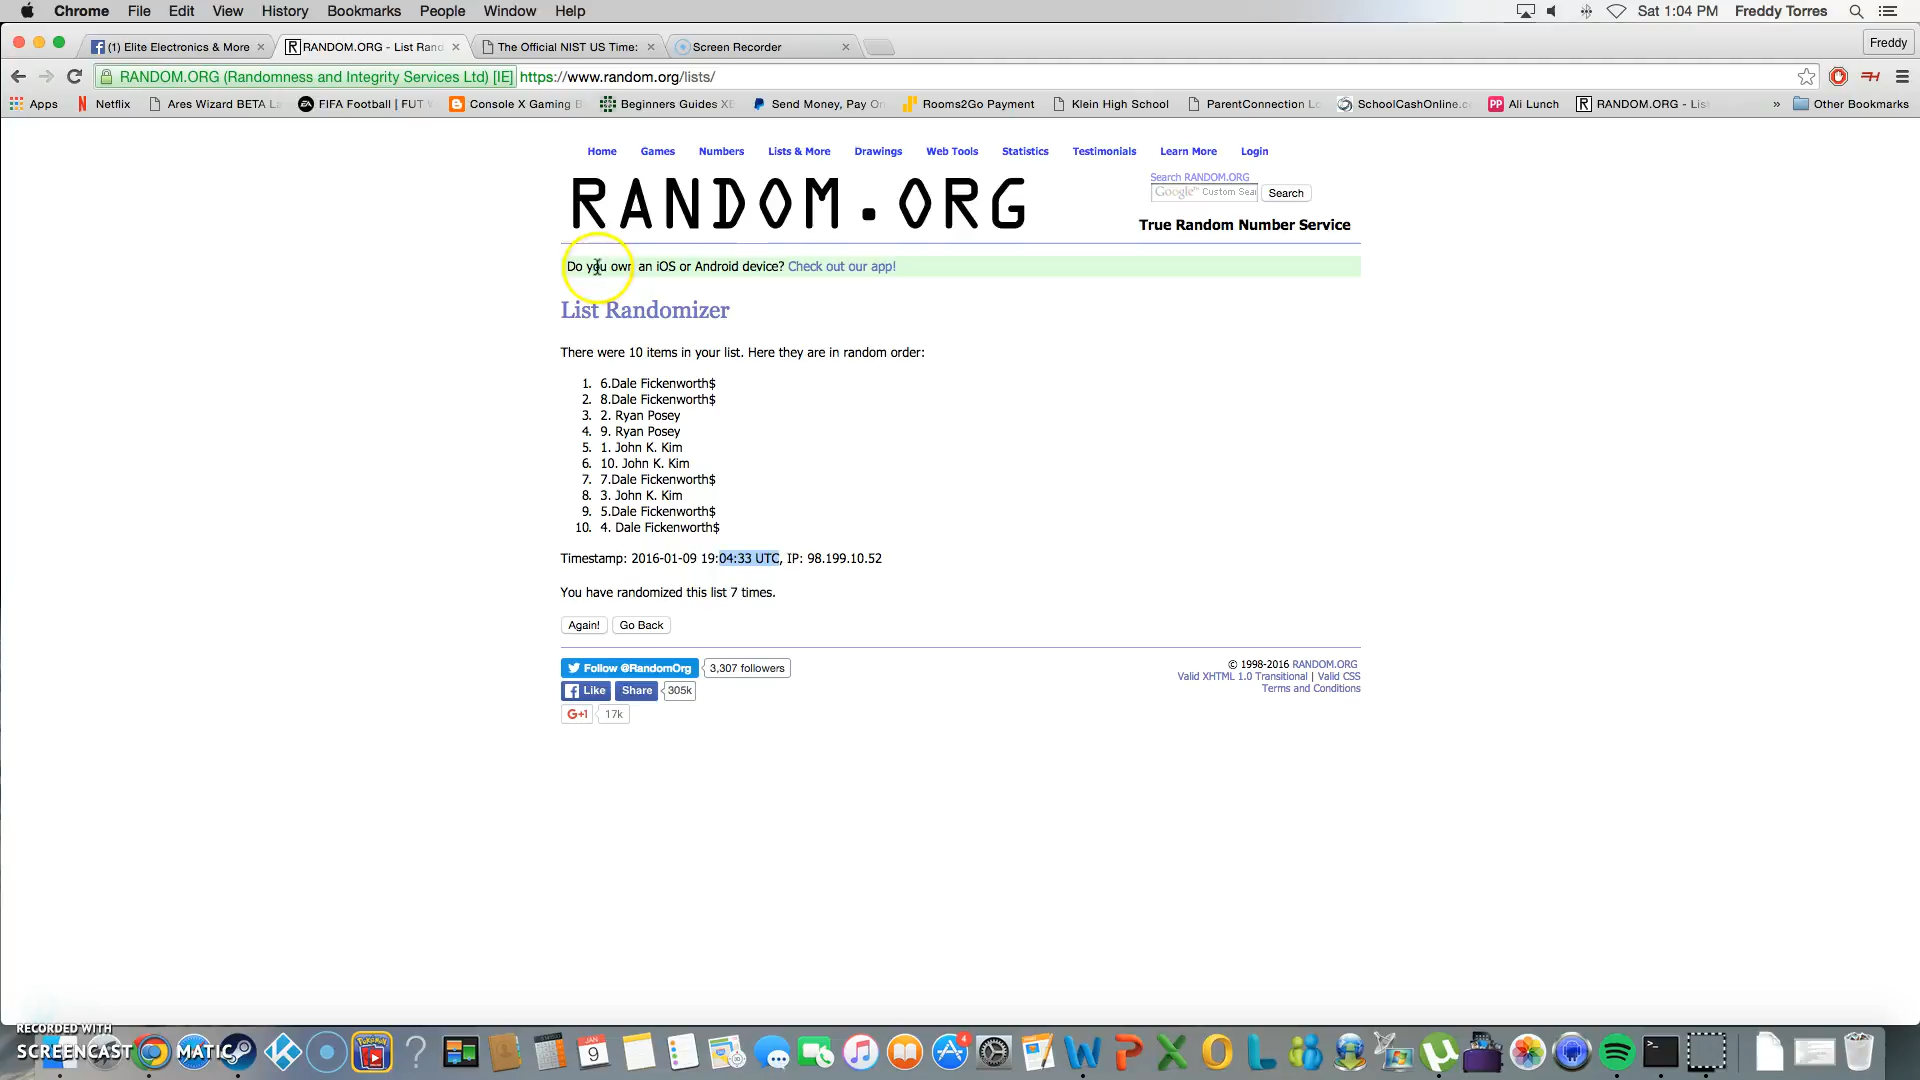 Chrome File Edit View History Bookmarks People Window Help Sat 1:04 PM Freddy Torres
(1) Elite Electronics & More RANDOM.ORG - List Rand The Official NIST US Time: Screen Recorder Freddy
RANDOM.ORG (Randomness and Integrity Services Ltd) [IE] https://www.random.org/lists/
Apps Netflix Ares Wizard BETA FIFA Football | FUT Console X Gaming Beginners Guides Send Money, Pay Rooms2Go Payment Klein High School ParentConnection SchoolCashOnline.c Ali Lunch RANDOM.ORG - Lis » Other Bookmarks
Home Games Numbers Lists & More Drawings Web Tools Statistics Testimonials Learn More Login
Search RANDOM.ORG
RANDOM.ORG
Google™ Custom Sear Search
True Random Number Service
Do you own an iOS or Android device? Check out our app!
List Randomizer
There were 10 items in your list. Here they are in random order:
1. 6.Dale Fickenworth$
2. 8.Dale Fickenworth$
3. 2. Ryan Posey
4. 9. Ryan Posey
5. 1. John K. Kim
6. 10. John K. Kim
7. 7.Dale Fickenworth$
8. 3. John K. Kim
9. 5.Dale Fickenworth$
10. 4. Dale Fickenworth$
Timestamp: 2016-01-09 19:04:33 UTC, IP: 98.199.10.52
You have randomized this list 7 times.
Again! Go Back
Follow @RandomOrg 3,307 followers
Like Share 305k
G+1 17k
© 1998-2016 RANDOM.ORG
Valid XHTML 1.0 Transitional | Valid CSS
Terms and Conditions
RECORDED WITH
SCREENCAST MATIC